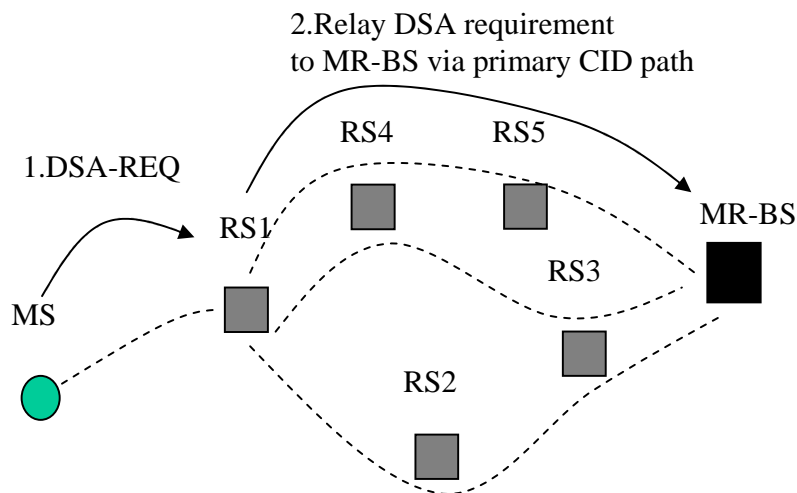 2.Relay DSA requirement
to MR-BS via primary CID path
RS4
RS5
1.DSA-REQ
RS1
MR-BS
RS3
MS
RS2